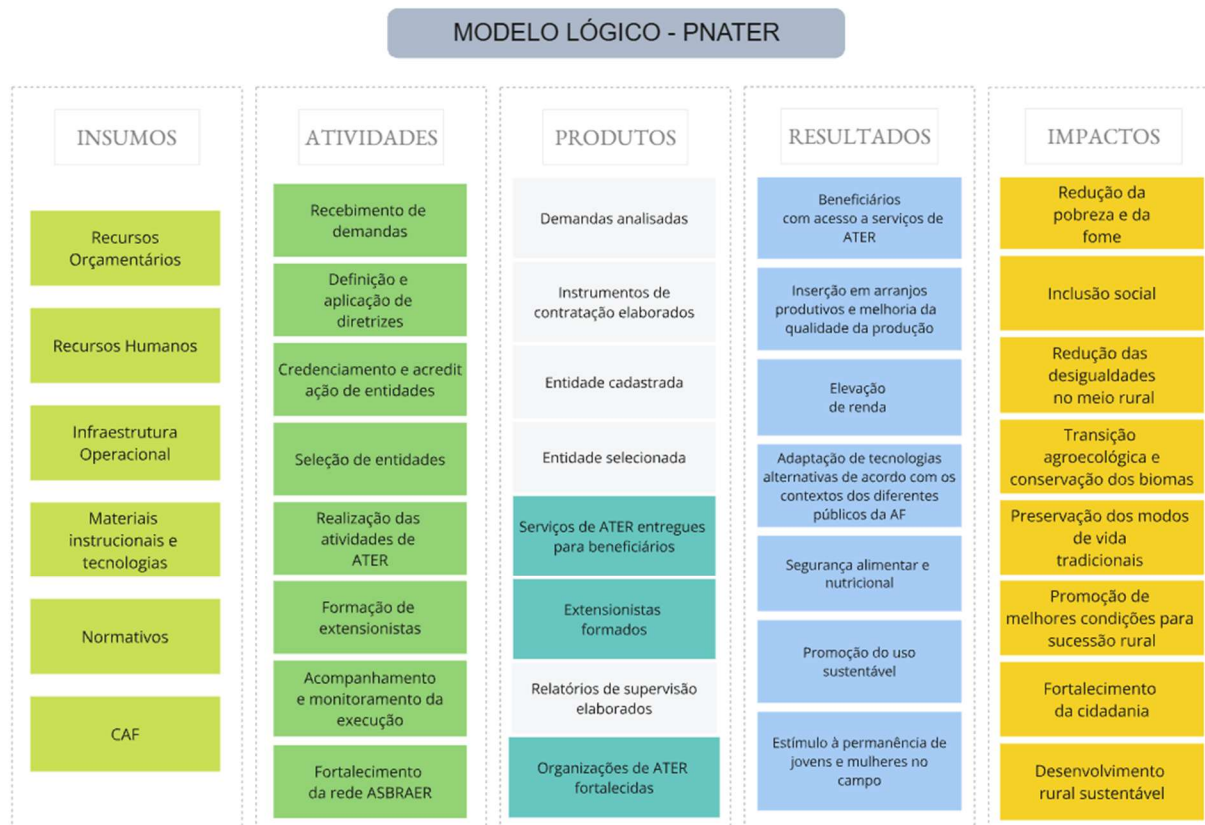 MODELO LÓGICO - PNATER
INSUMOS
Recursos
Orçamentários
Recursos Humanos
Infraestrutura
Operacional
Materiais
instrucionais e
tecnologias
Normativos
CAF
ATIVIDADES
Recebimento de
demandas
Definição e
aplicação de
diretrizes
Credenciamento e acredit
ação de entidades
Seleção de entidades
Realização das
atividades de
ATER
Formação de
extensionistas
Acompanhamento
e monitoramento da
execução
Fortalecimento
da rede ASBRAER
PRODUTOS
Demandas analisadas
Instrumentos de
contratação elaborados
Entidade cadastrada
Entidade selecionada
Serviços de ATER entregues
para beneficiários
Extensionistas
formados
Relatórios de supervisão
elaborados
Organizações de ATER
fortalecidas
RESULTADOS
Beneficiários
com acesso a serviços de
ATER
Inserção em arranjos
produtivos e melhoria da
qualidade da produção
Elevação
de renda
Adaptação de tecnologias
alternativas de acordo com os
contextos dos diferentes
públicos da AF
Segurança alimentar e
nutricional
Promoção do uso
sustentável
Estímulo à permanência de
jovens e mulheres no
campo
IMPACTOS
Redução da
pobreza e da
fome
Inclusão social
Redução das
desigualdades
no meio rural
Transição
agroecológica e
conservação dos biomas
Preservação dos modos
de vida
tradicionais
Promoção de
melhores condições para
sucessão rural
Fortalecimento
da cidadania
Desenvolvimento
rural sustentável